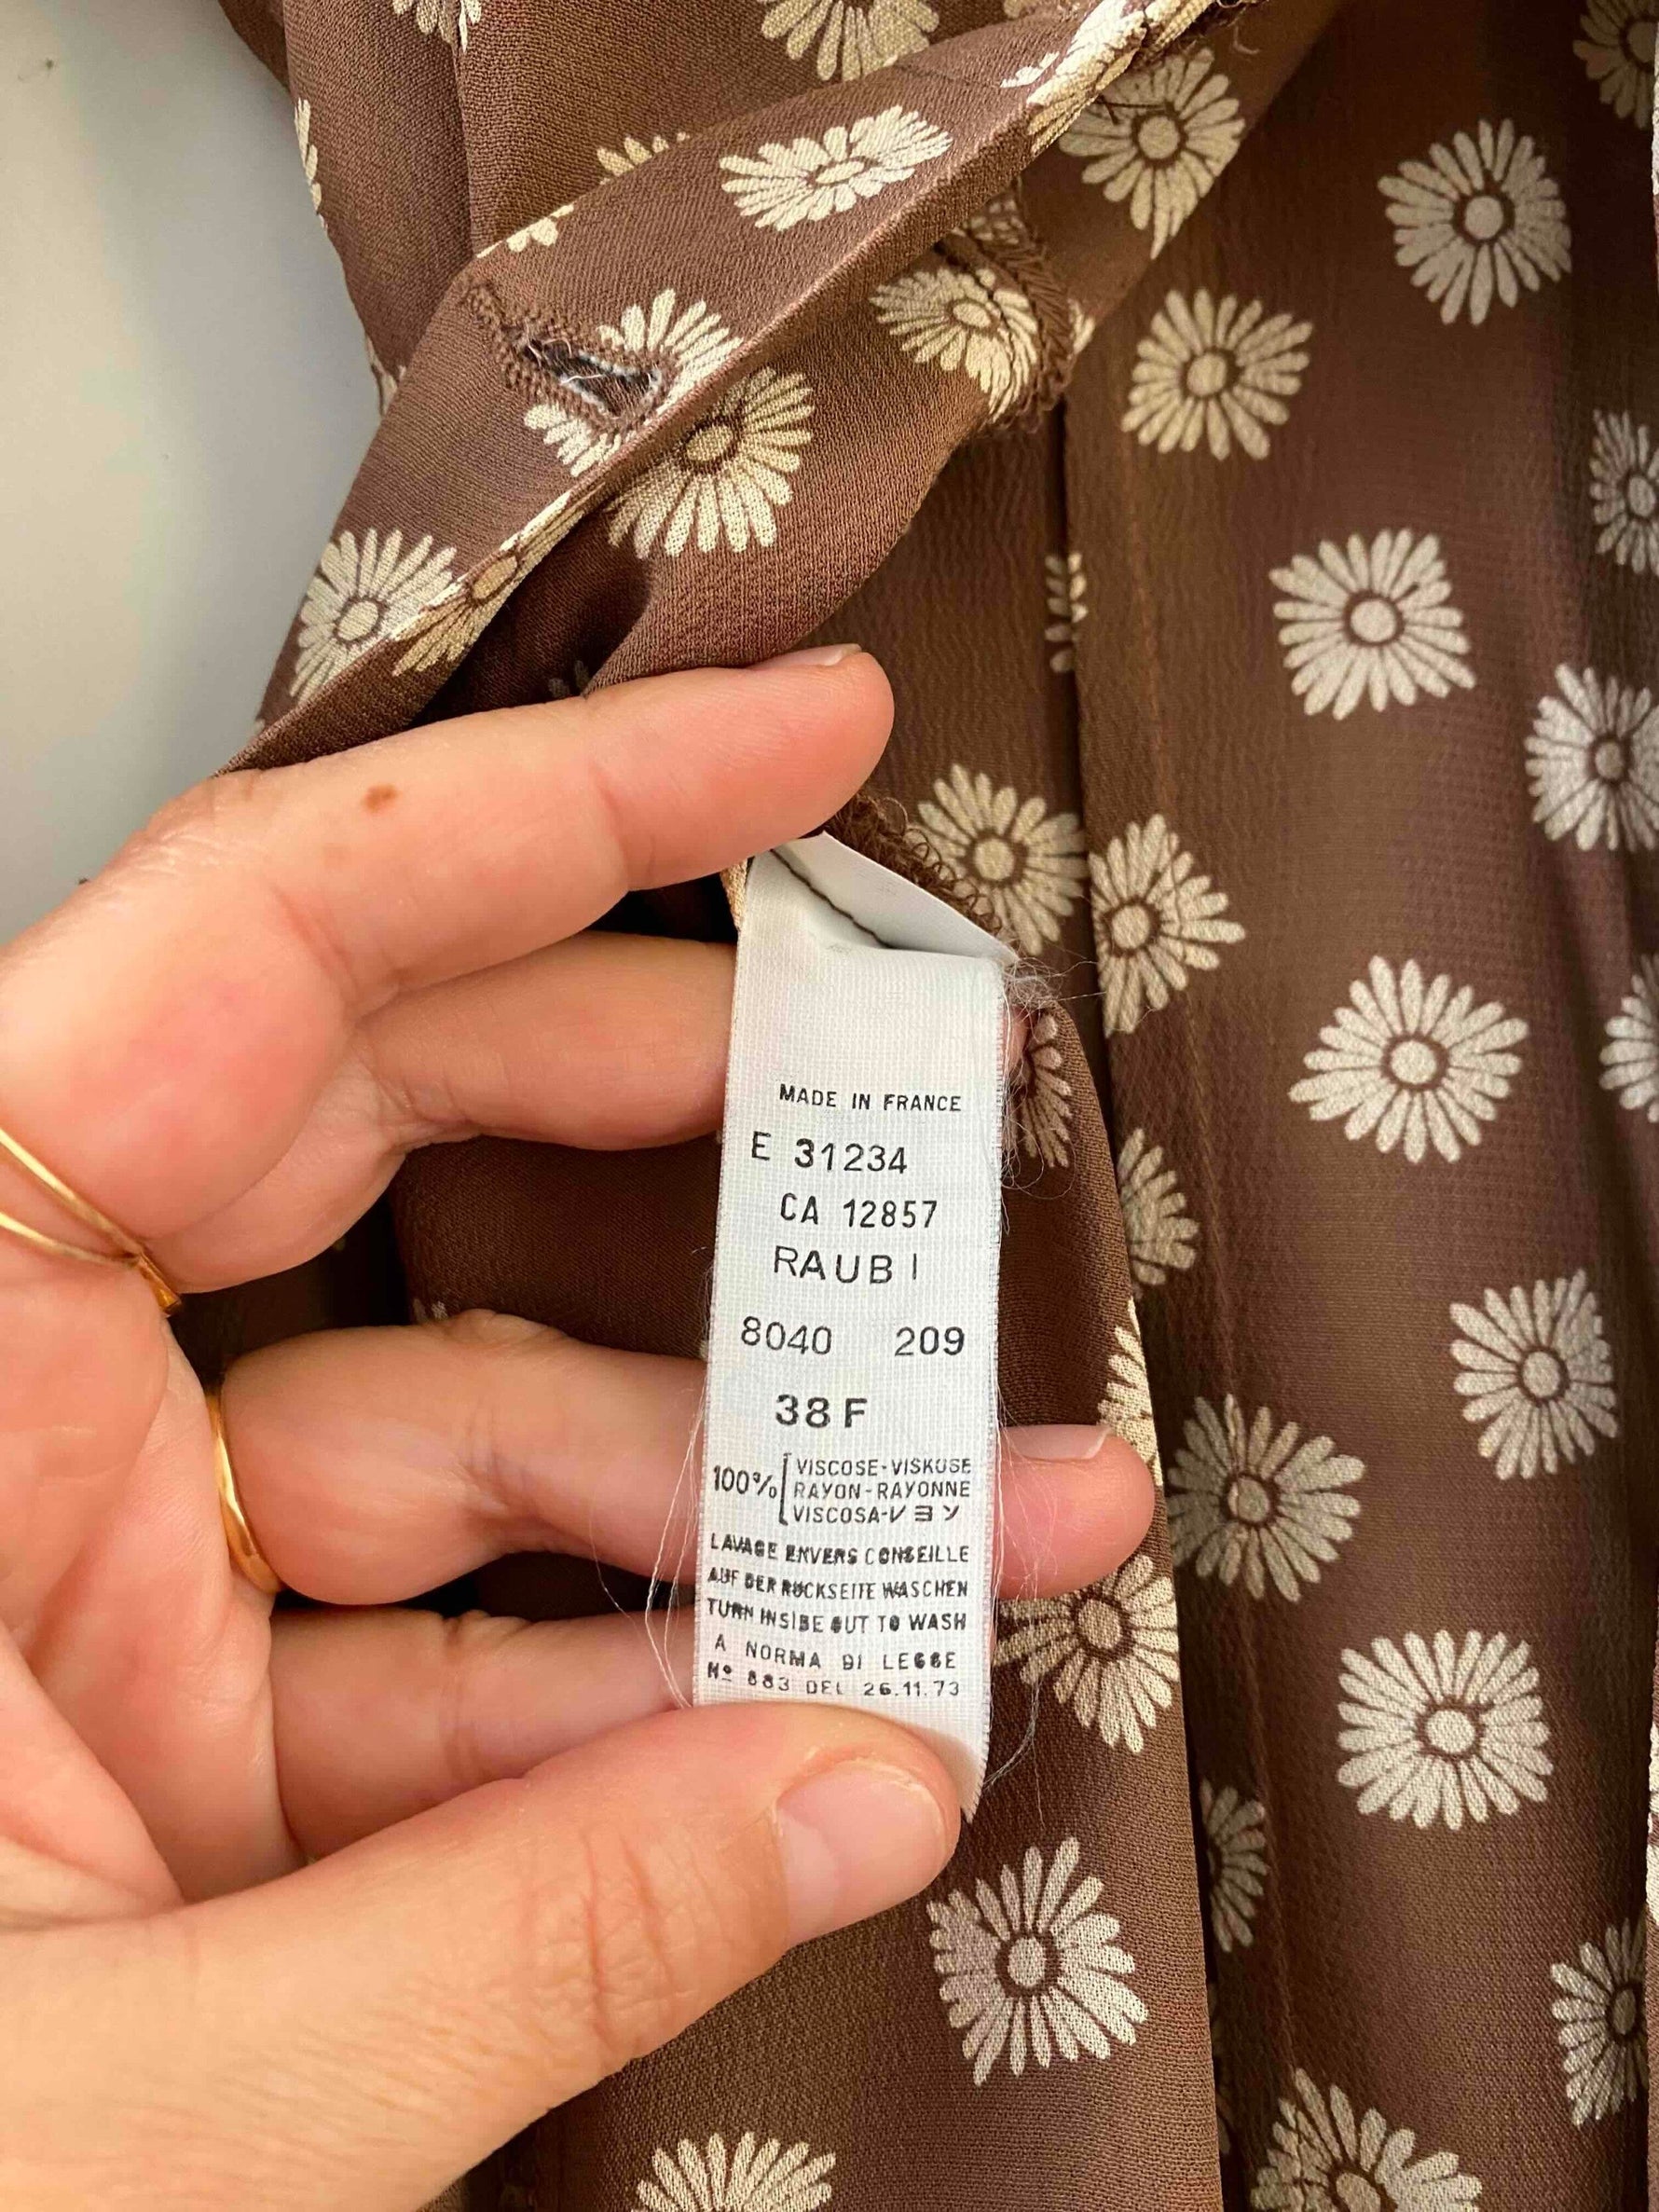 MADE IN FRANCE
E 31234
CA 12857
RAUBI
8040 209
38F
100% VISCOSE-VISKOSE
RAYON-RAYONNE
VISCOSA-レヨン
LAVAGE ENVERS CONSEILLE
AUF DER RUCKSEITE WASCHEN
TURN INSIDE OUT TO WASH
A NORMA DI LEGGE
Nº 883 DEL 26.11.73